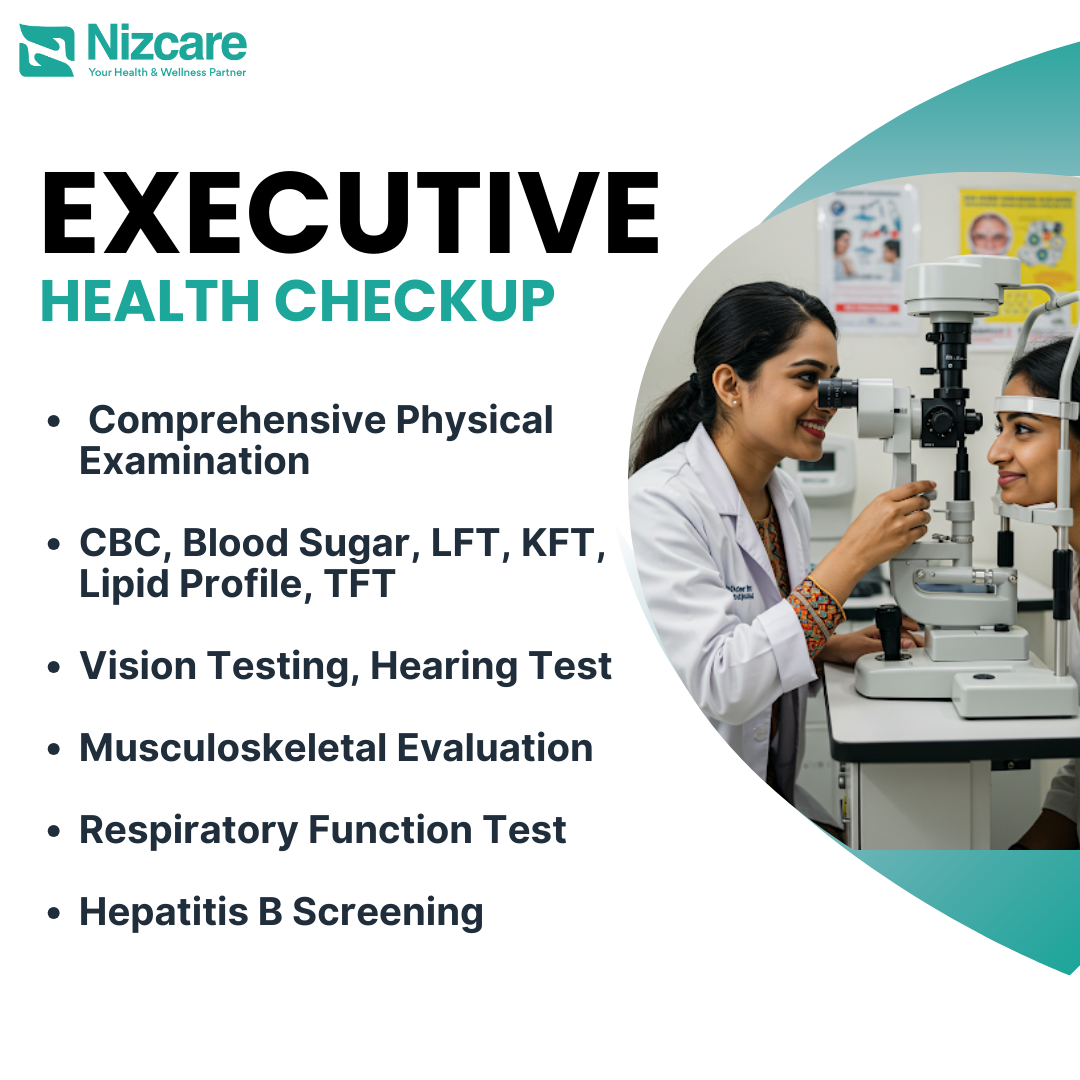 Nizcare
Your Health & Wellness Partner
EXECUTIVE
HEALTH CHECKUP
• Comprehensive Physical
Examination
• CBC, Blood Sugar, LFT, KFT,
Lipid Profile, TFT
• Vision Testing, Hearing Test
• Musculoskeletal Evaluation
• Respiratory Function Test
• Hepatitis B Screening